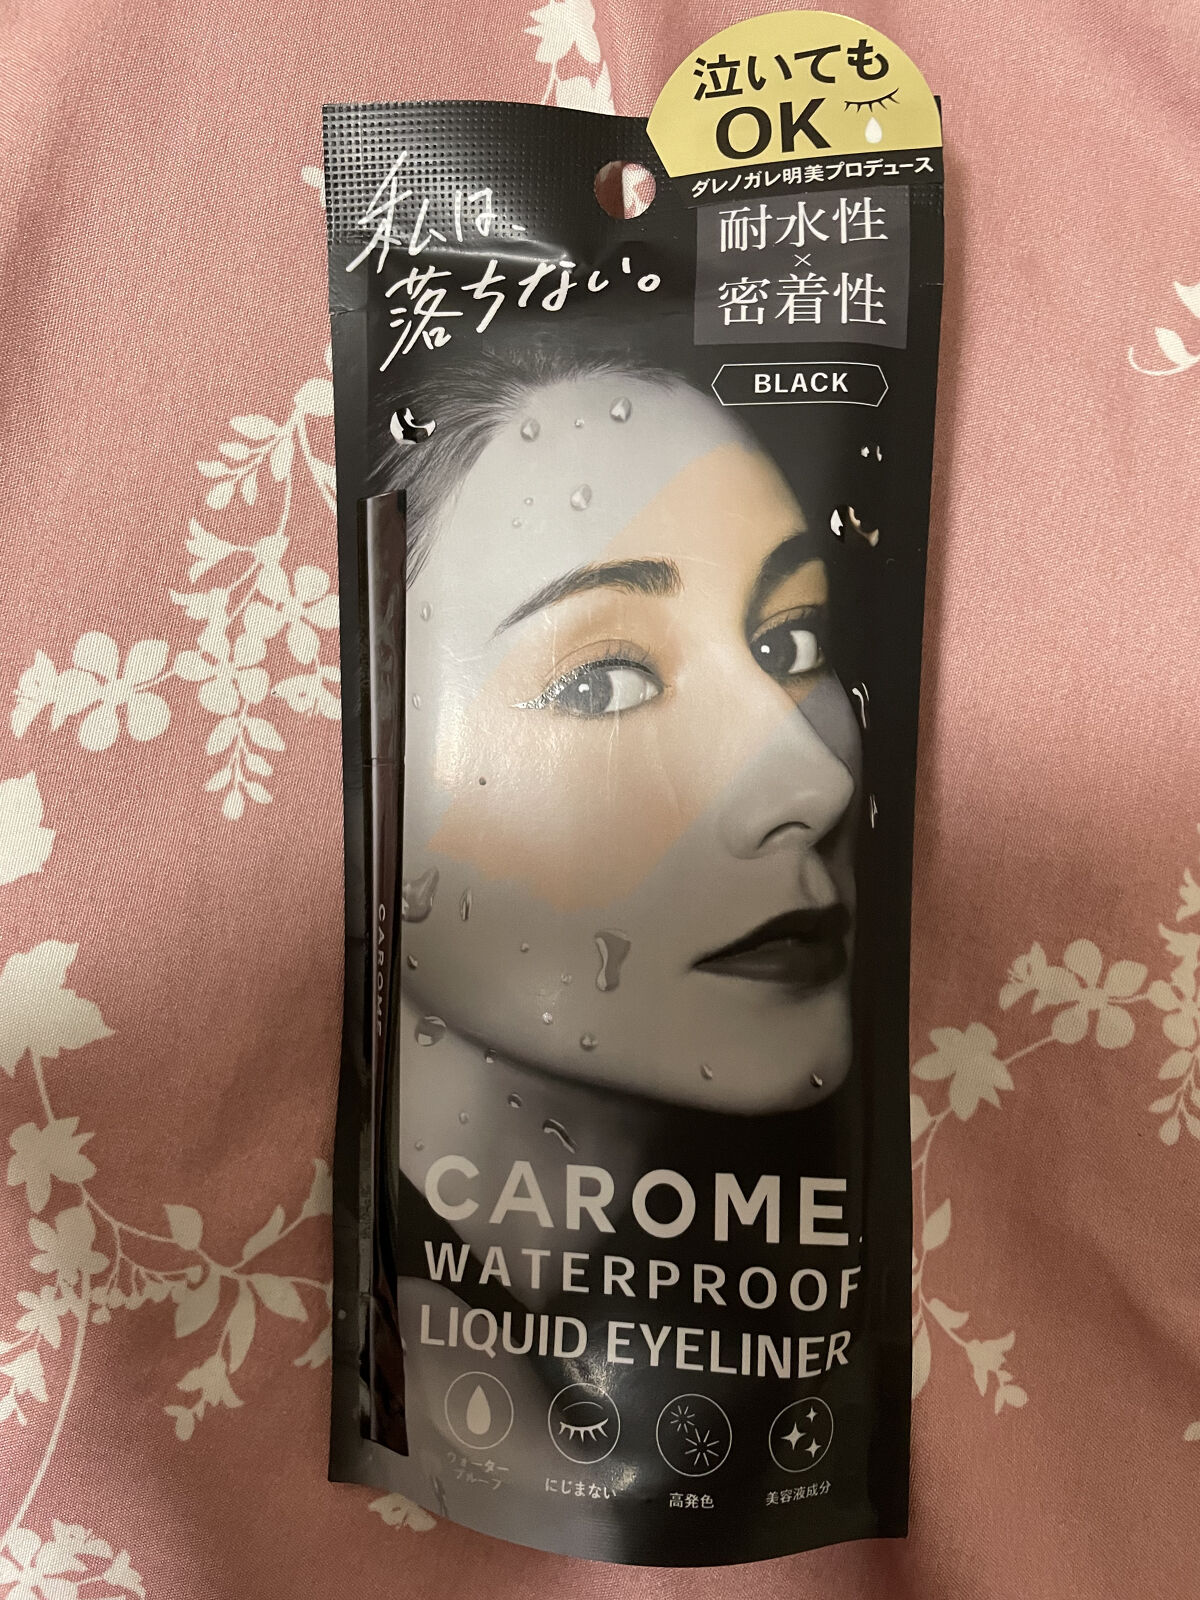 泣いても
OK
ダレノガレ明美プロデュース
私は、
落ちない。
耐水性
×
密着性
BLACK
CAROME
CAROME.
WATERPROOF
LIQUID EYELINER
ウォーター
プルーフ
にじまない
高発色
美容液成分